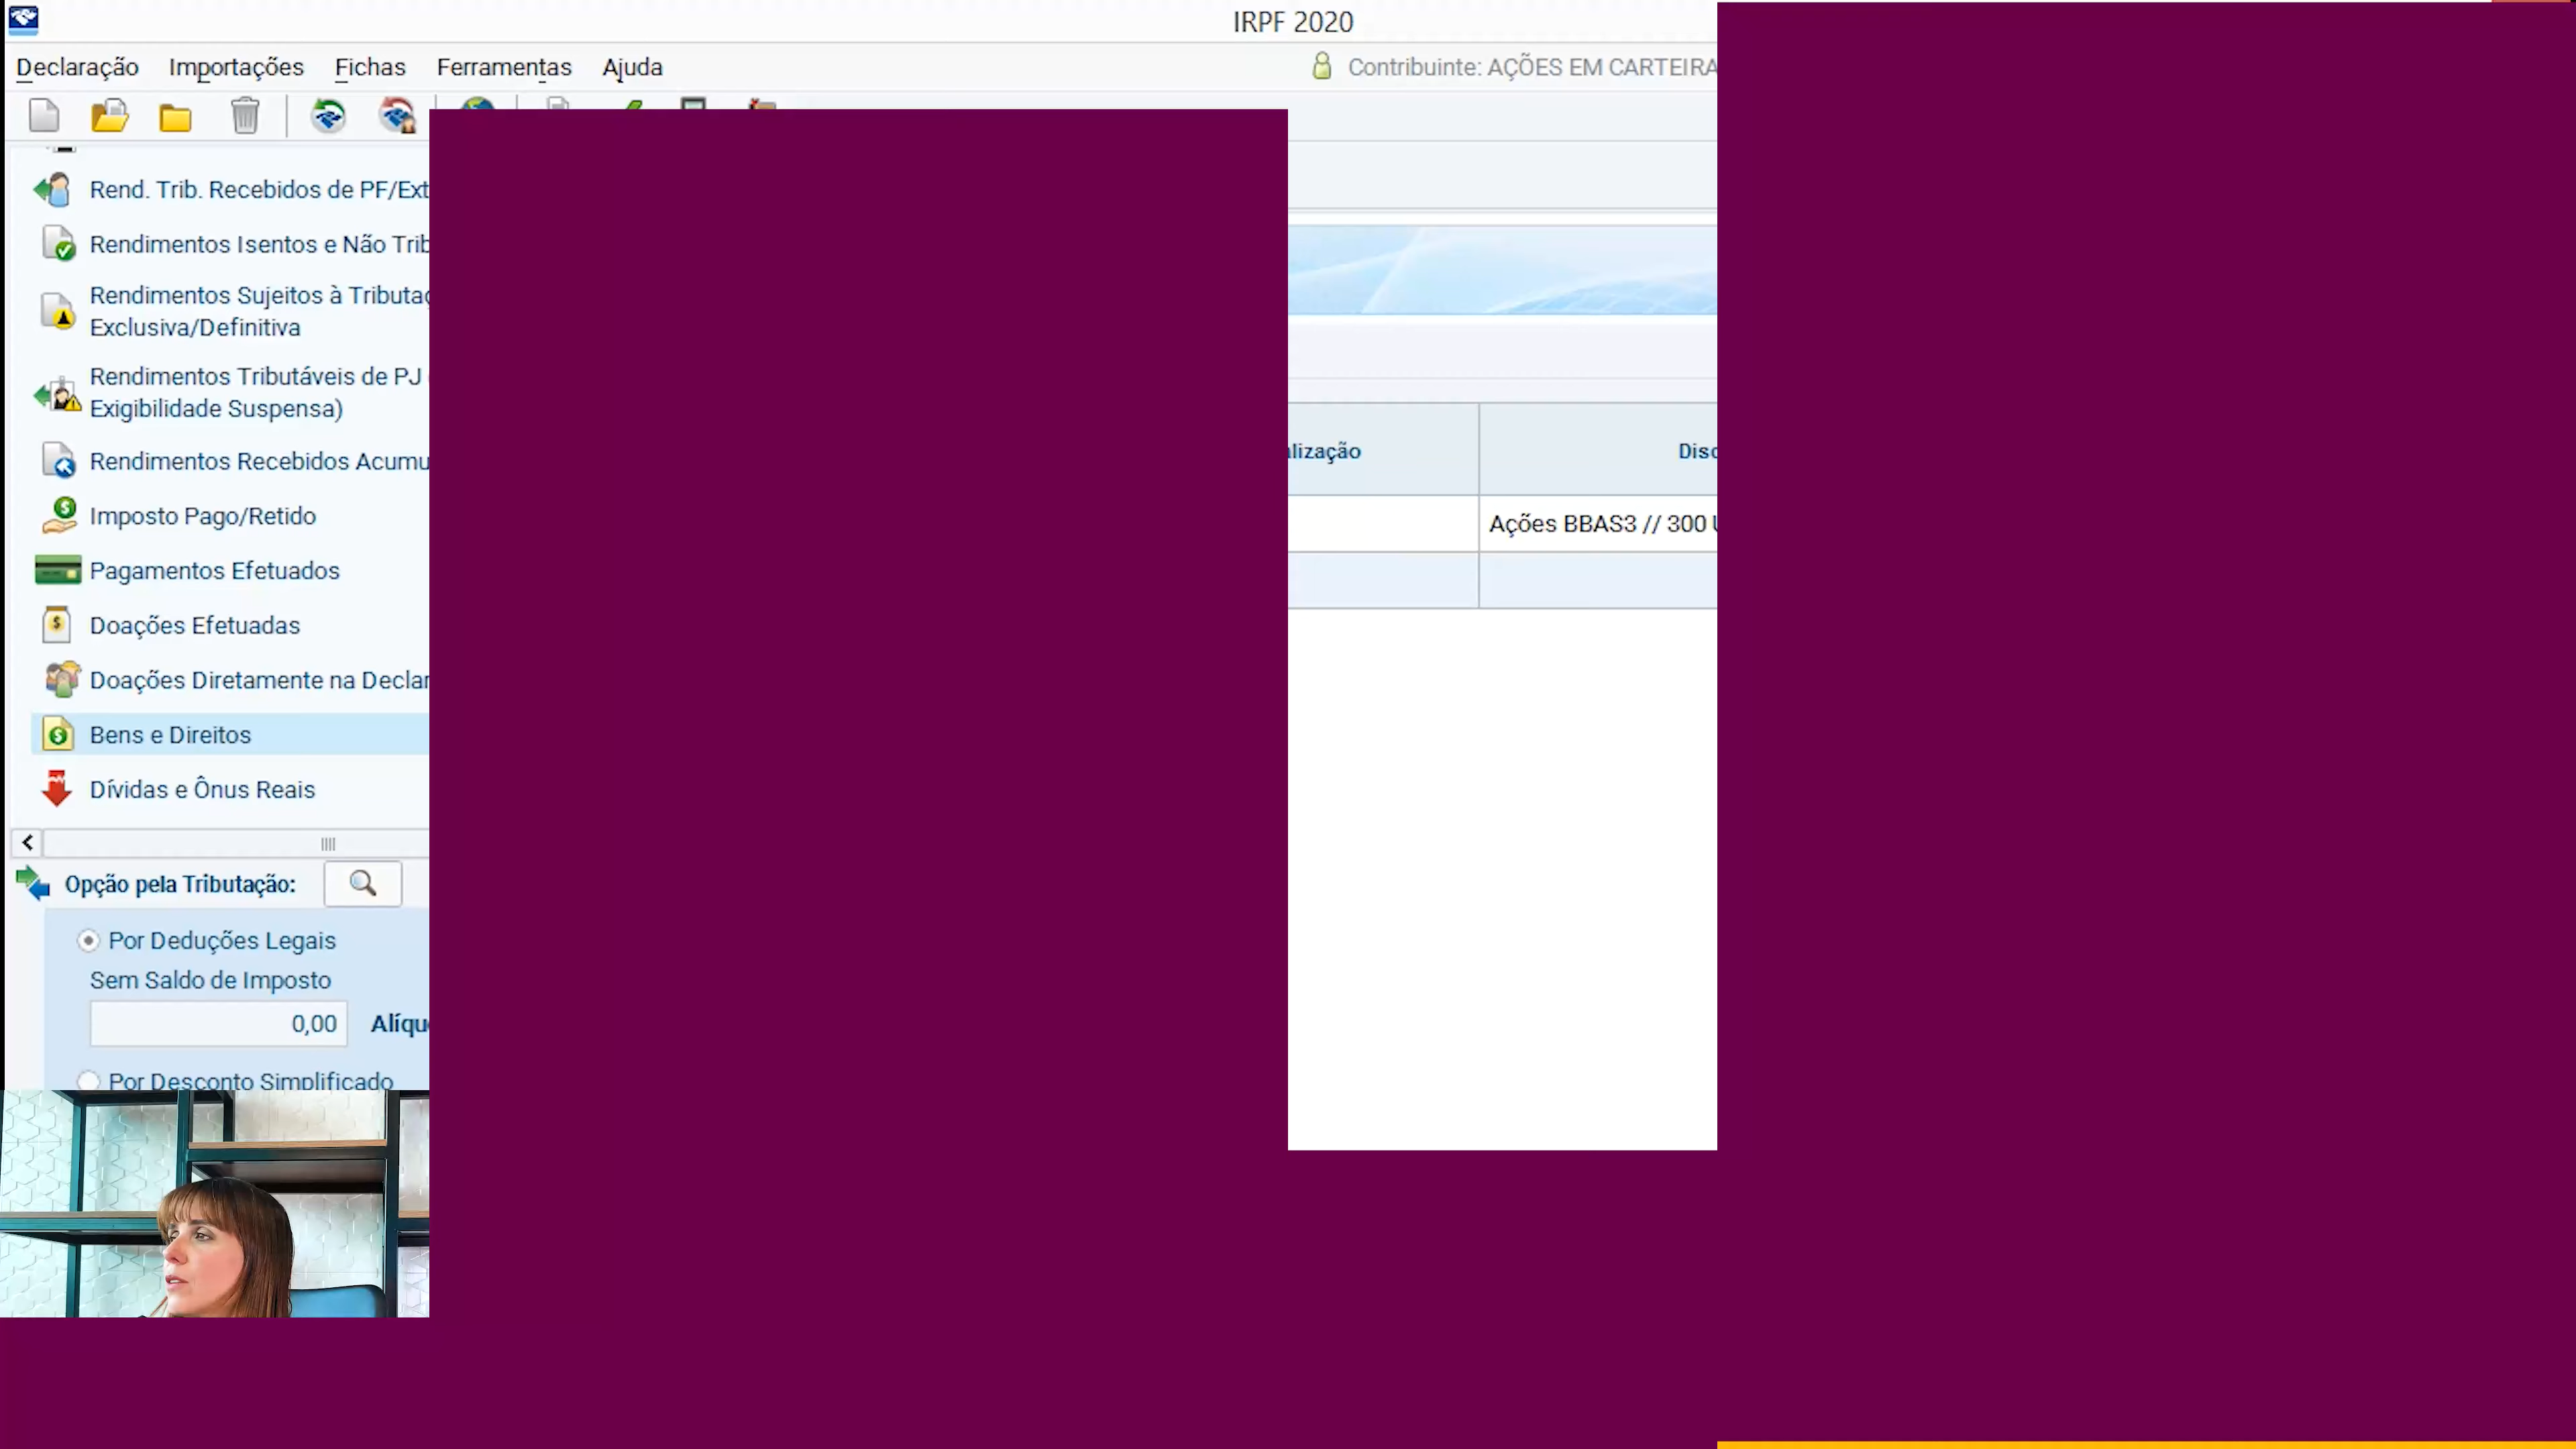 IRPF 2020
Declaração Importações Fichas Ferramentas Ajuda
Contribuinte: AÇÕES EM CARTEIRA
Rend. Trib. Recebidos de PF/Ext
Rendimentos Isentos e Não Trib
Rendimentos Sujeitos à Tributaç
Exclusiva/Definitiva
Rendimentos Tributáveis de PJ
Exigibilidade Suspensa)
Rendimentos Recebidos Acumu
Imposto Pago/Retido
Pagamentos Efetuados
Doações Efetuadas
Doações Diretamente na Declar
Bens e Direitos
Dívidas e Ônus Reais
Opção pela Tributação:
Por Deduções Legais
Sem Saldo de Imposto
0,00 Alíqu
Por Desconto Simplificado
lização
Disc
Ações BBAS3 // 300